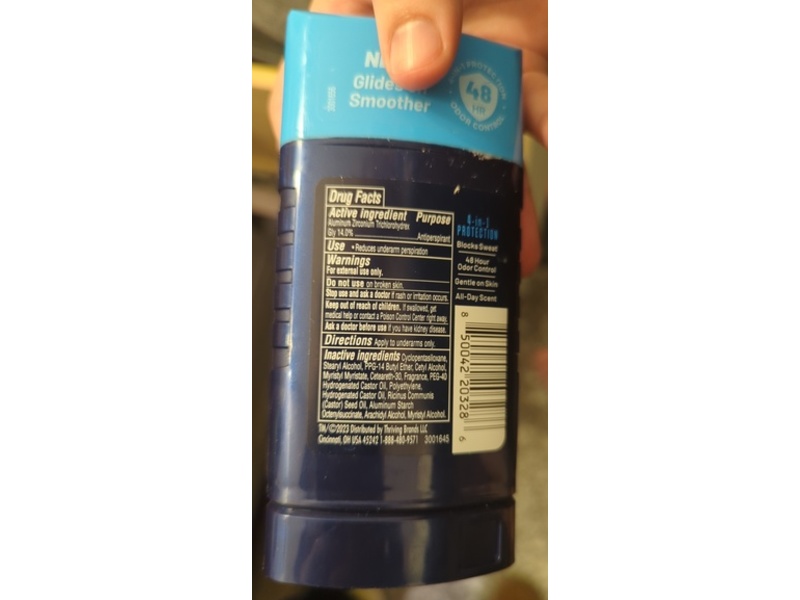 Glides
Smoother
48
HR
ODOR CONTROL
Drug Facts
Active Ingredient Purpose
Aluminum Zirconium Trichlorohydrex
Gly 14.0% Antiperspirant
Use • Reduces underarm perspiration
Warnings
For external use only.
Do not use on broken skin.
Stop use and ask a doctor if rash or irritation occurs.
Keep out of reach of children. If swallowed, get
medical help or contact a Poison Control Center right away.
Ask a doctor before use if you have kidney disease.
Directions Apply to underarms only.
Inactive ingredients Cyclopentasiloxane,
Stearyl Alcohol, PPG-14 Butyl Ether, Cetyl Alcohol,
Myristyl Myristate, Ceteareth-30, Fragrance, PEG-40
Hydrogenated Castor Oil, Polyethylene,
Hydrogenated Castor Oil, Ricinus Communis
(Castor) Seed Oil, Aluminum Starch
Octenylsuccinate, Arachidyl Alcohol, Myristyl Alcohol.
TM/©2023 Distributed by Thriving Brands LLC
Cincinnati, OH USA 45242 1-888-480-9571 3001645
4-in-1
PROTECTION
Blocks Sweat
48 Hour
Odor Control
Gentle on Skin
All-Day Scent
8 50042 20328 6